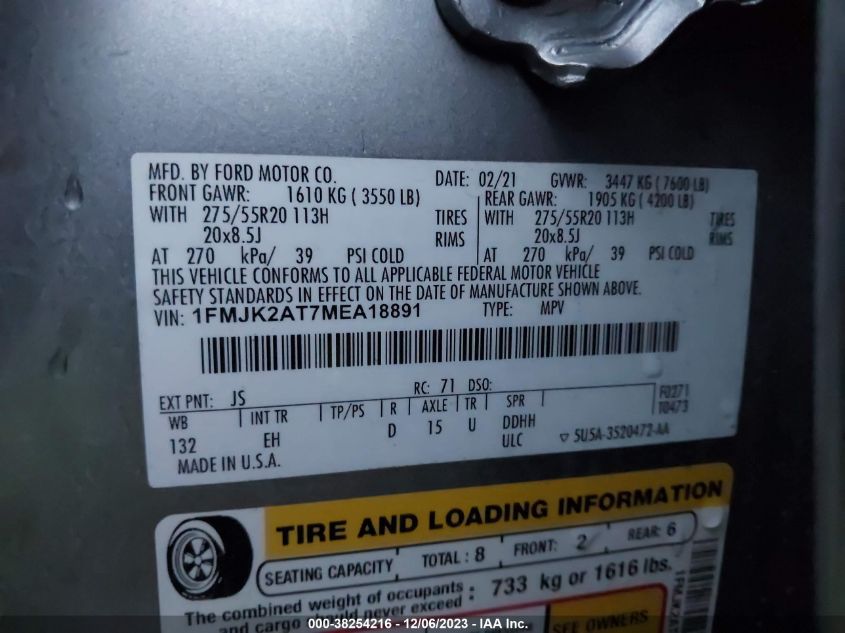 MFD. BY FORD MOTOR CO. DATE: 02/21 GVWR: 3447 KG ( 7600 LB)
FRONT GAWR: 1610 KG ( 3550 LB) REAR GAWR: 1905 KG ( 4200 LB)
WITH 275/55R20 113H TIRES WITH 275/55R20 113H TIRES
20x8.5J RIMS 20x8.5J RIMS
AT 270 kPa/ 39 PSI COLD AT 270 kPa/ 39 PSI COLD
THIS VEHICLE CONFORMS TO ALL APPLICABLE FEDERAL MOTOR VEHICLE
SAFETY STANDARDS IN EFFECT ON THE DATE OF MANUFACTURE SHOWN ABOVE.
VIN: 1FMJK2AT7MEA18891 TYPE: MPV
EXT PNT: JS RC: 71 DSO:
WB INT TR TP/PS R AXLE TR SPR F0271
132 EH D 15 U DDHH T0473
ULC 5U5A-3520472-AA
MADE IN U.S.A.
TIRE AND LOADING INFORMATION
SEATING CAPACITY TOTAL : 8 FRONT: 2 REAR: 6
The combined weight of occupants
and cargo should never exceed : 733 kg or 1616 lbs.
SEE OWNERS
000-38254216 - 12/06/2023 - IAA Inc.